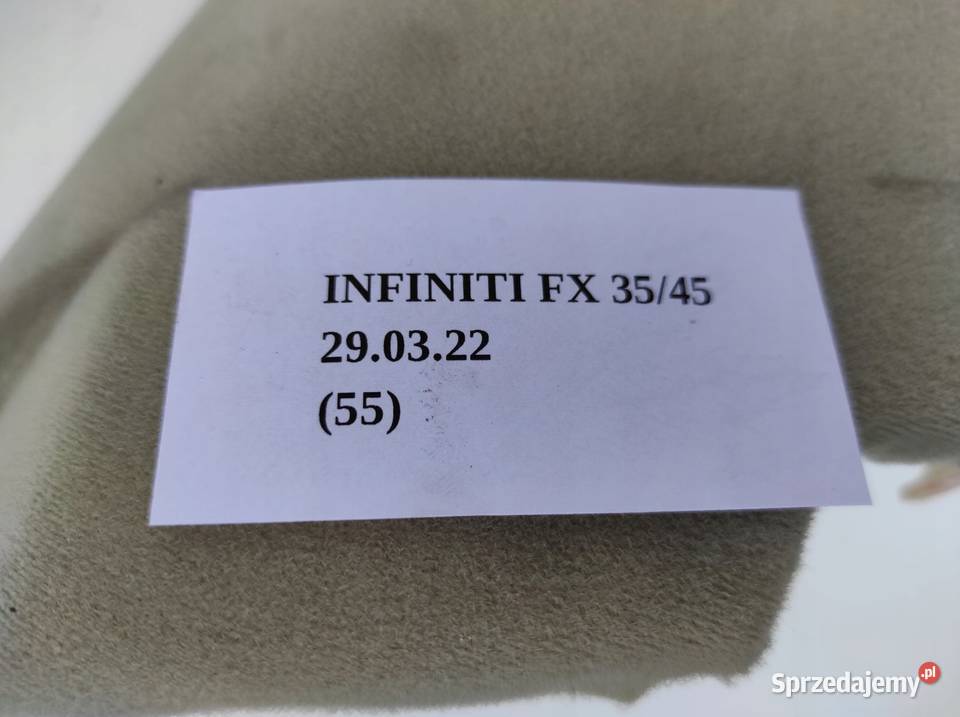 INFINITI FX 35/45
29.03.22
(55)
Sprzedajemy.pl